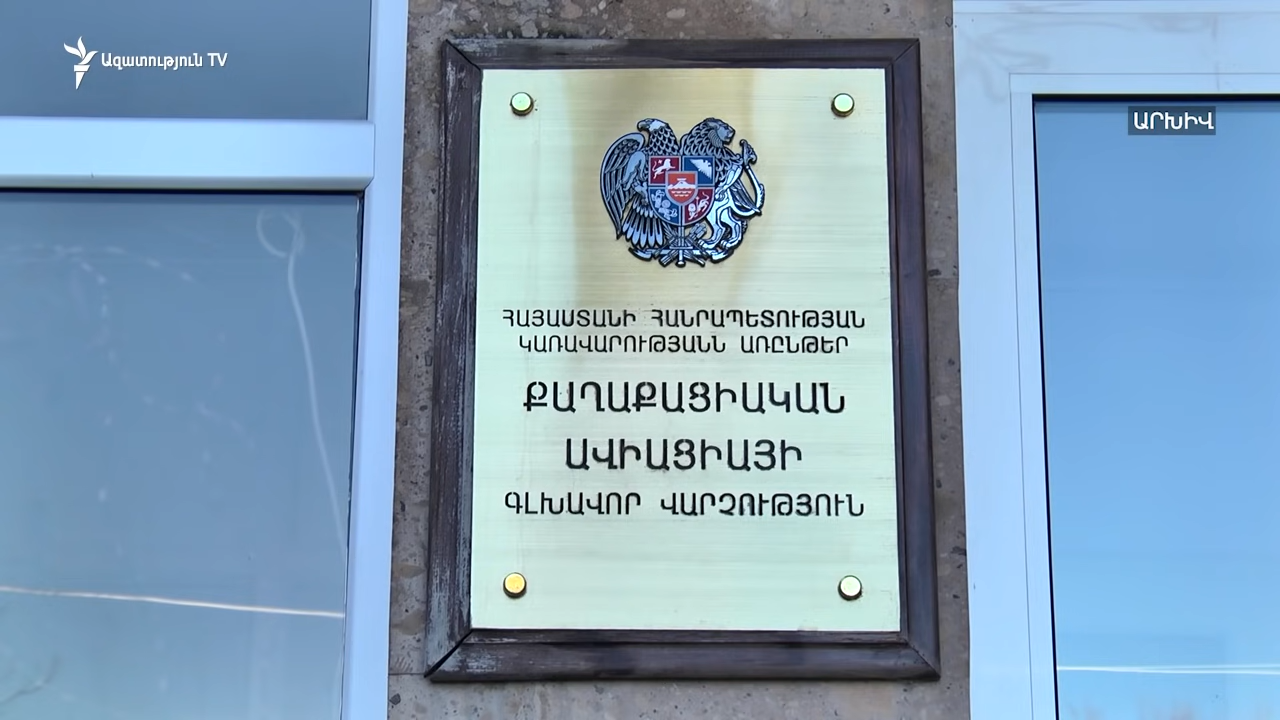 Ազատություն TV
ԱՐԽԻՎ
ՀԱՅԱՍՏԱՆԻ ՀԱՆՐԱՊԵՏՈՒԹՅԱՆ
ԿԱՌԱՎԱՐՈՒԹՅԱՆՆ ԱՌԸՆԹԵՐ
ՔԱՂԱՔԱՑԻԱԿԱՆ
ԱՎԻԱՑԻԱՅԻ
ԳԼԽԱՎՈՐ ՎԱՐՉՈՒԹՅՈՒՆ